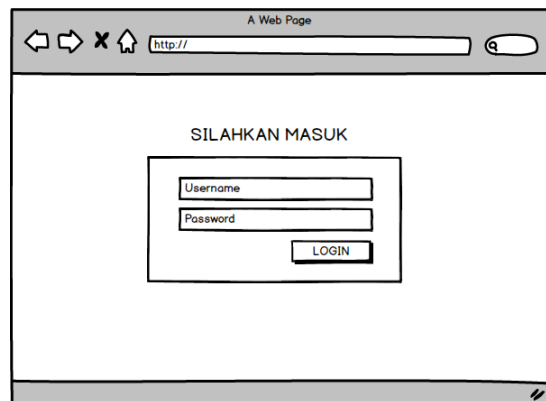 A Web Page
http://
SILAHKAN MASUK
Username
Password
LOGIN